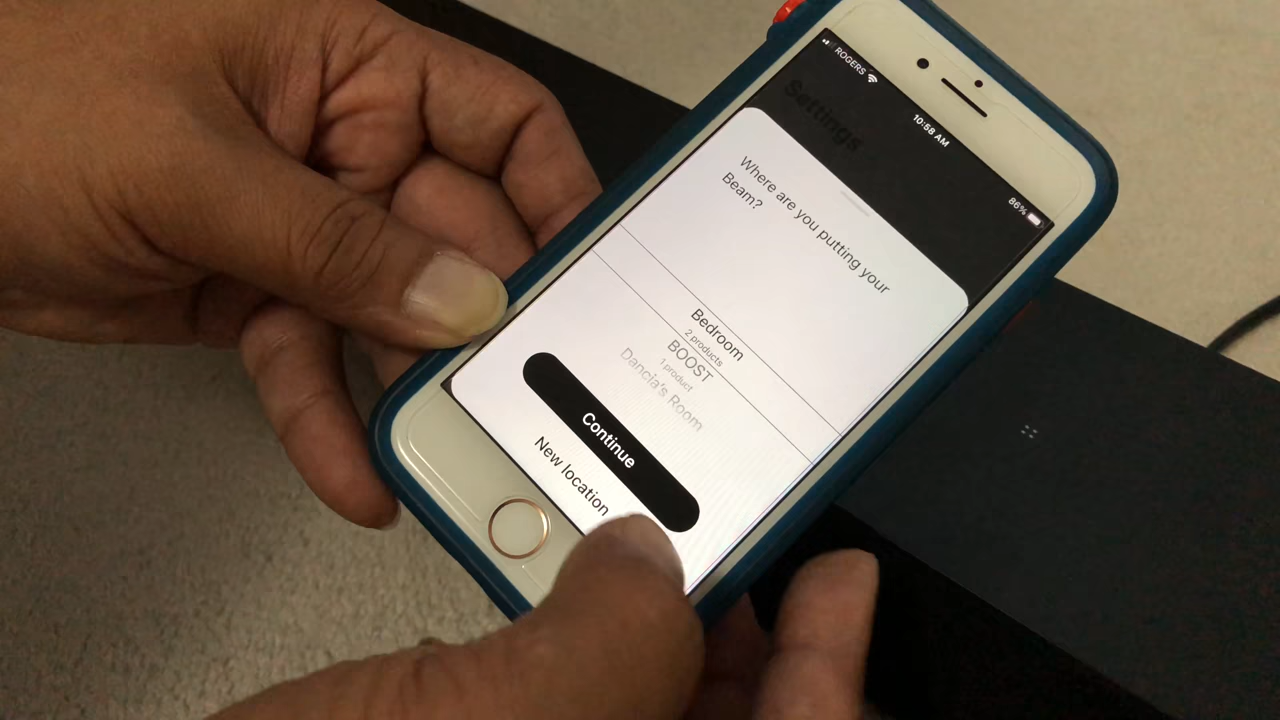 ROGERS
10:58 AM
86%
Settings
Where are you putting your
Beam?
Bedroom
2 products
BOOST
1 product
Dancia's Room
Continue
New location